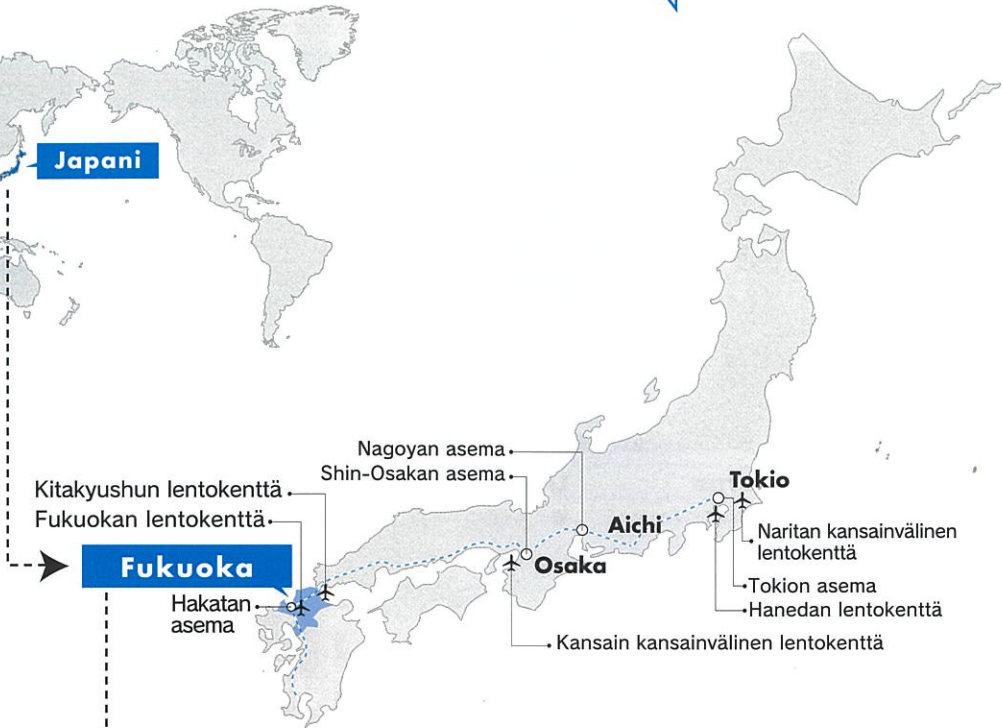 Japani
Nagoyan asema
Shin-Osakan asema
Kitakyushun lentokenttä
Fukuokan lentokenttä
Tokio
Aichi
Naritan kansainvälinen
lentokenttä
Osaka
Fukuoka
Tokion asema
Hakatan
asema
Hanedan lentokenttä
Kansain kansainvälinen lentokenttä